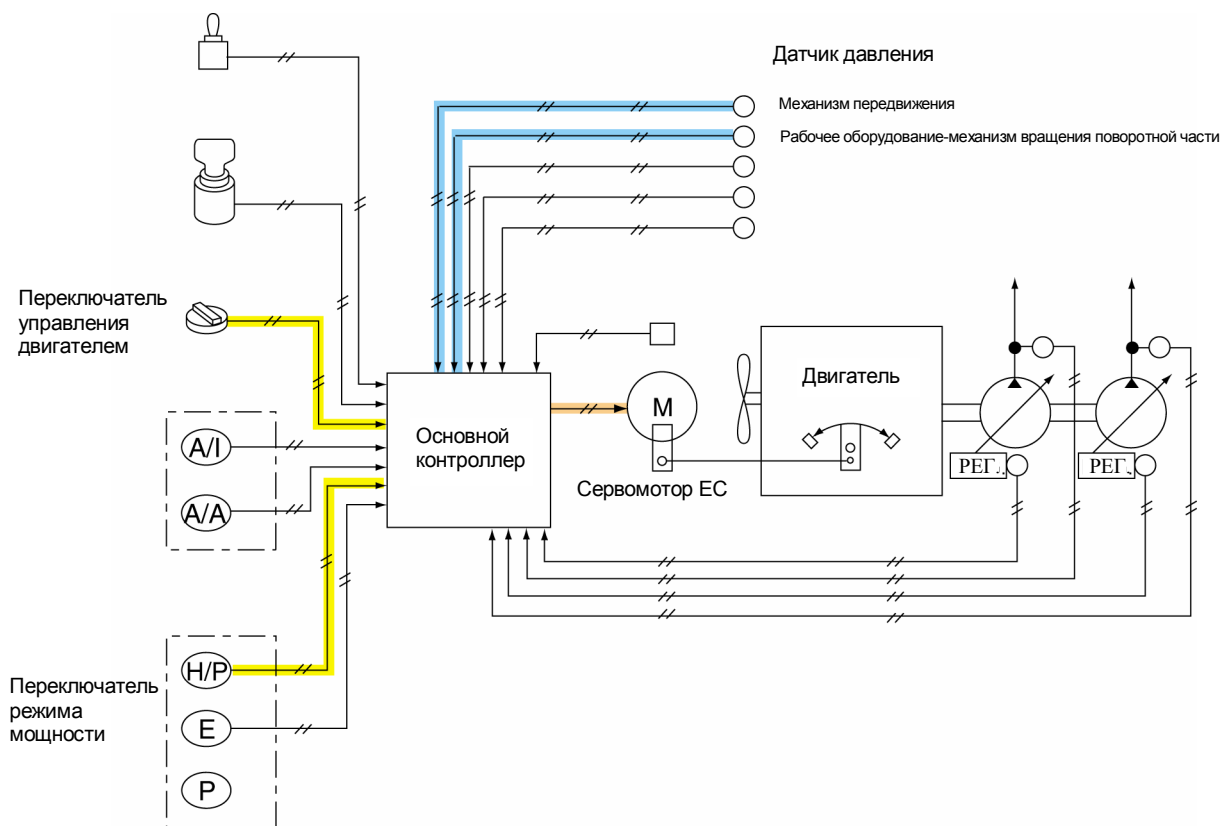 Датчик давления
Механизм передвижения
Рабочее оборудование-механизм вращения поворотной части
Переключатель
управления
двигателем
Двигатель
M
Основной
контроллер
A/I
A/A
Сервомотор ЕС
РЕГ.
РЕГ.
H/P
Переключатель
режима
мощности
E
P